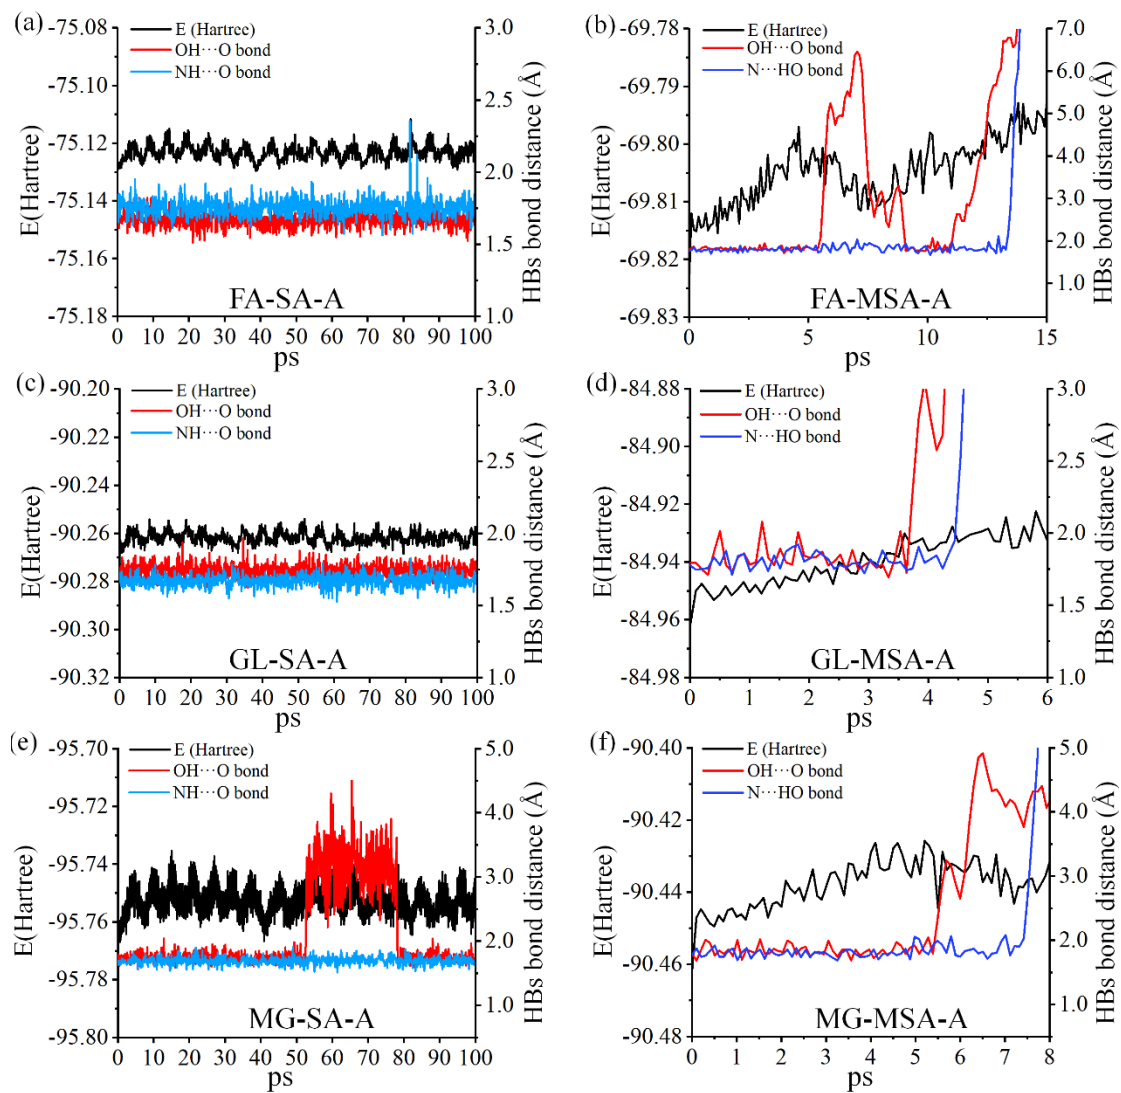 (a)
-75.08
-75.10
-75.12
-75.14
-75.16
-75.18
E(Hartree)
E (Hartree)
OH···O bond
NH···O bond
3.0
2.5
2.0
1.5
1.0
HBs bond distance (Å)
FA-SA-A
0 10 20 30 40 50 60 70 80 90 100
ps
(b)
-69.78
-69.79
-69.80
-69.81
-69.82
-69.83
E(Hartree)
E (Hartree)
OH···O bond
N···HO bond
7.0
6.0
5.0
4.0
3.0
2.0
1.0
HBs bond distance (Å)
FA-MSA-A
0 5 10 15
ps
(c)
-90.20
-90.22
-90.24
-90.26
-90.28
-90.30
-90.32
E(Hartree)
E (Hartree)
OH···O bond
NH···O bond
3.0
2.5
2.0
1.5
1.0
HBs bond distance (Å)
GL-SA-A
0 10 20 30 40 50 60 70 80 90 100
ps
(d)
-84.88
-84.90
-84.92
-84.94
-84.96
-84.98
E(Hartree)
E (Hartree)
OH···O bond
N···HO bond
3.0
2.5
2.0
1.5
1.0
HBs bond distance (Å)
GL-MSA-A
0 1 2 3 4 5 6
ps
(e)
-95.70
-95.72
-95.74
-95.76
-95.77
-95.80
E(Hartree)
E (Hartree)
OH···O bond
NH···O bond
5.0
4.0
3.0
2.0
1.0
HBs bond distance (Å)
MG-SA-A
0 10 20 30 40 50 60 70 80 90 100
ps
(f)
-90.40
-90.42
-90.44
-90.46
-90.48
E(Hartree)
E (Hartree)
OH···O bond
N···HO bond
5.0
4.0
3.0
2.0
1.0
HBs bond distance (Å)
MG-MSA-A
0 1 2 3 4 5 6 7 8
ps